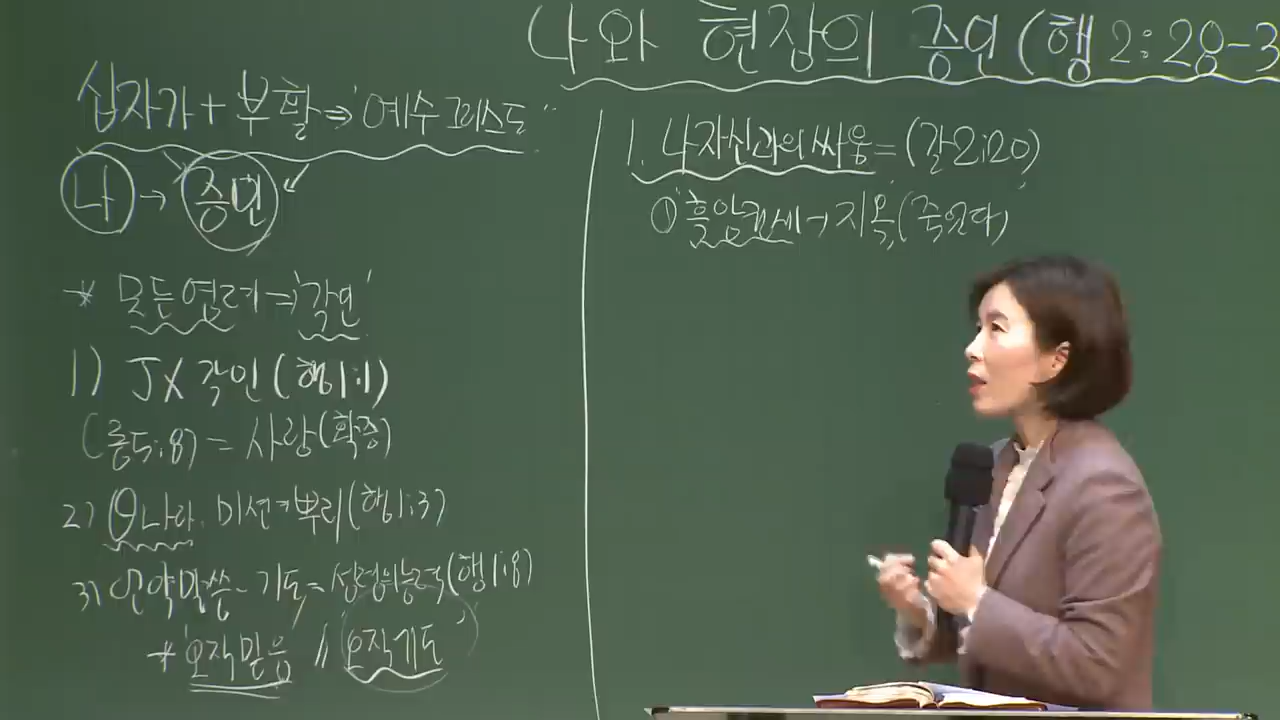 나와 현장의 증인 (행2:28-3
십자가+부활⇒'예수 그리스도"
나→증인
* 모든염려⇒'각인'
1) JX 각인(행1:1)
(롬5:8)=사랑(확증)
2) 나라. 미션→뿌리(행1:3)
3) 언약말씀-기도=성령의능력(행1:8)
*'오직믿음 // '오직기도'
1. 나자신과의싸움=(갈2:20)
① '흑암권세→지옥,(죽었다)'